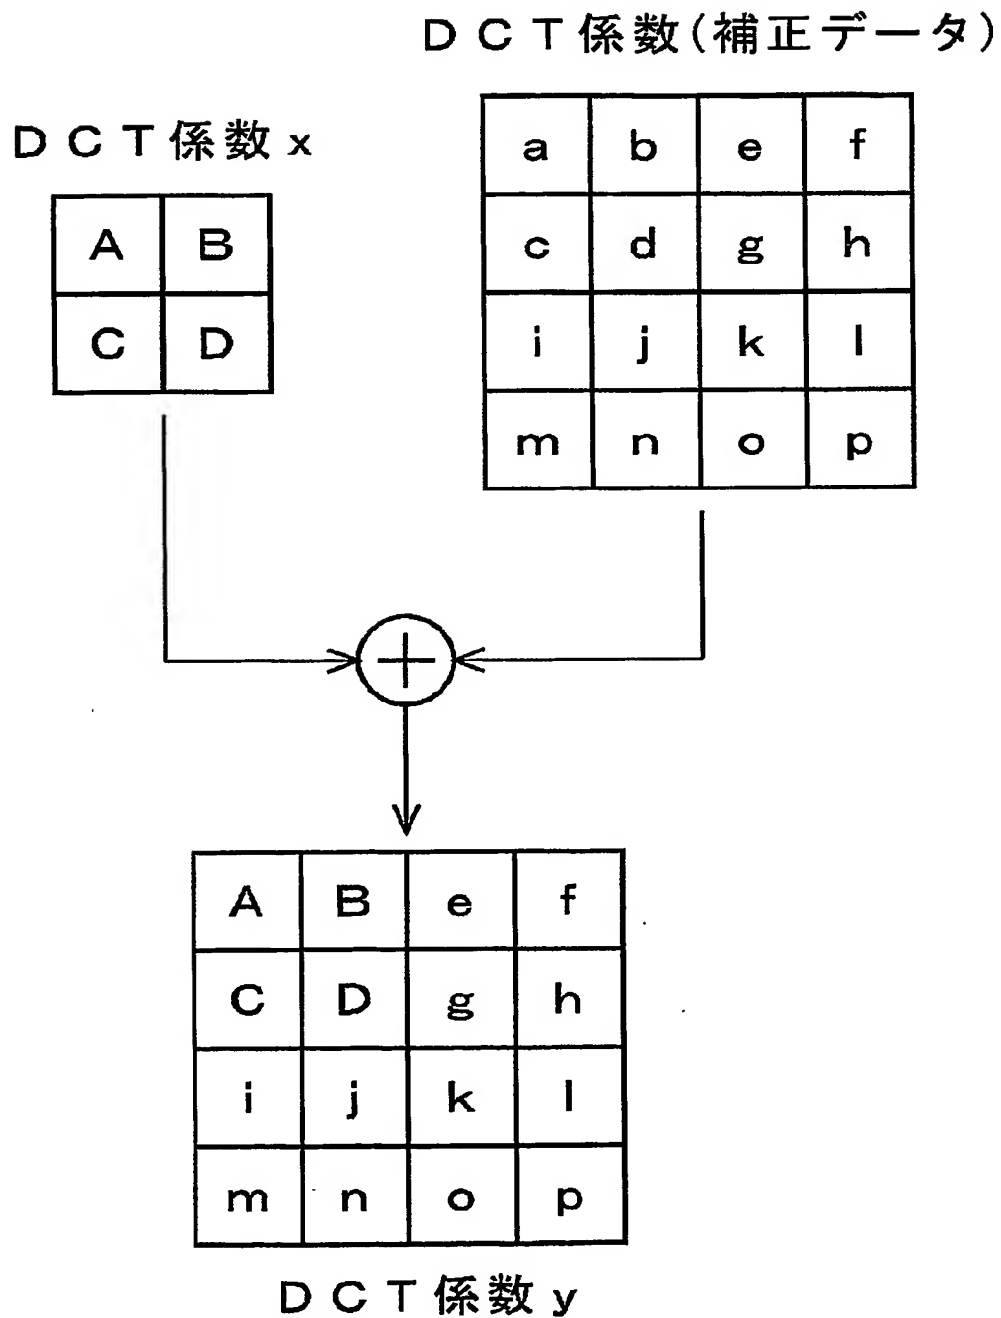 DCT係数(補正データ)
DCT係数x
a b e f
c d g h
i j k l
m n o p
A B
C D
A B e f
C D g h
i j k l
m n o p
DCT係数y